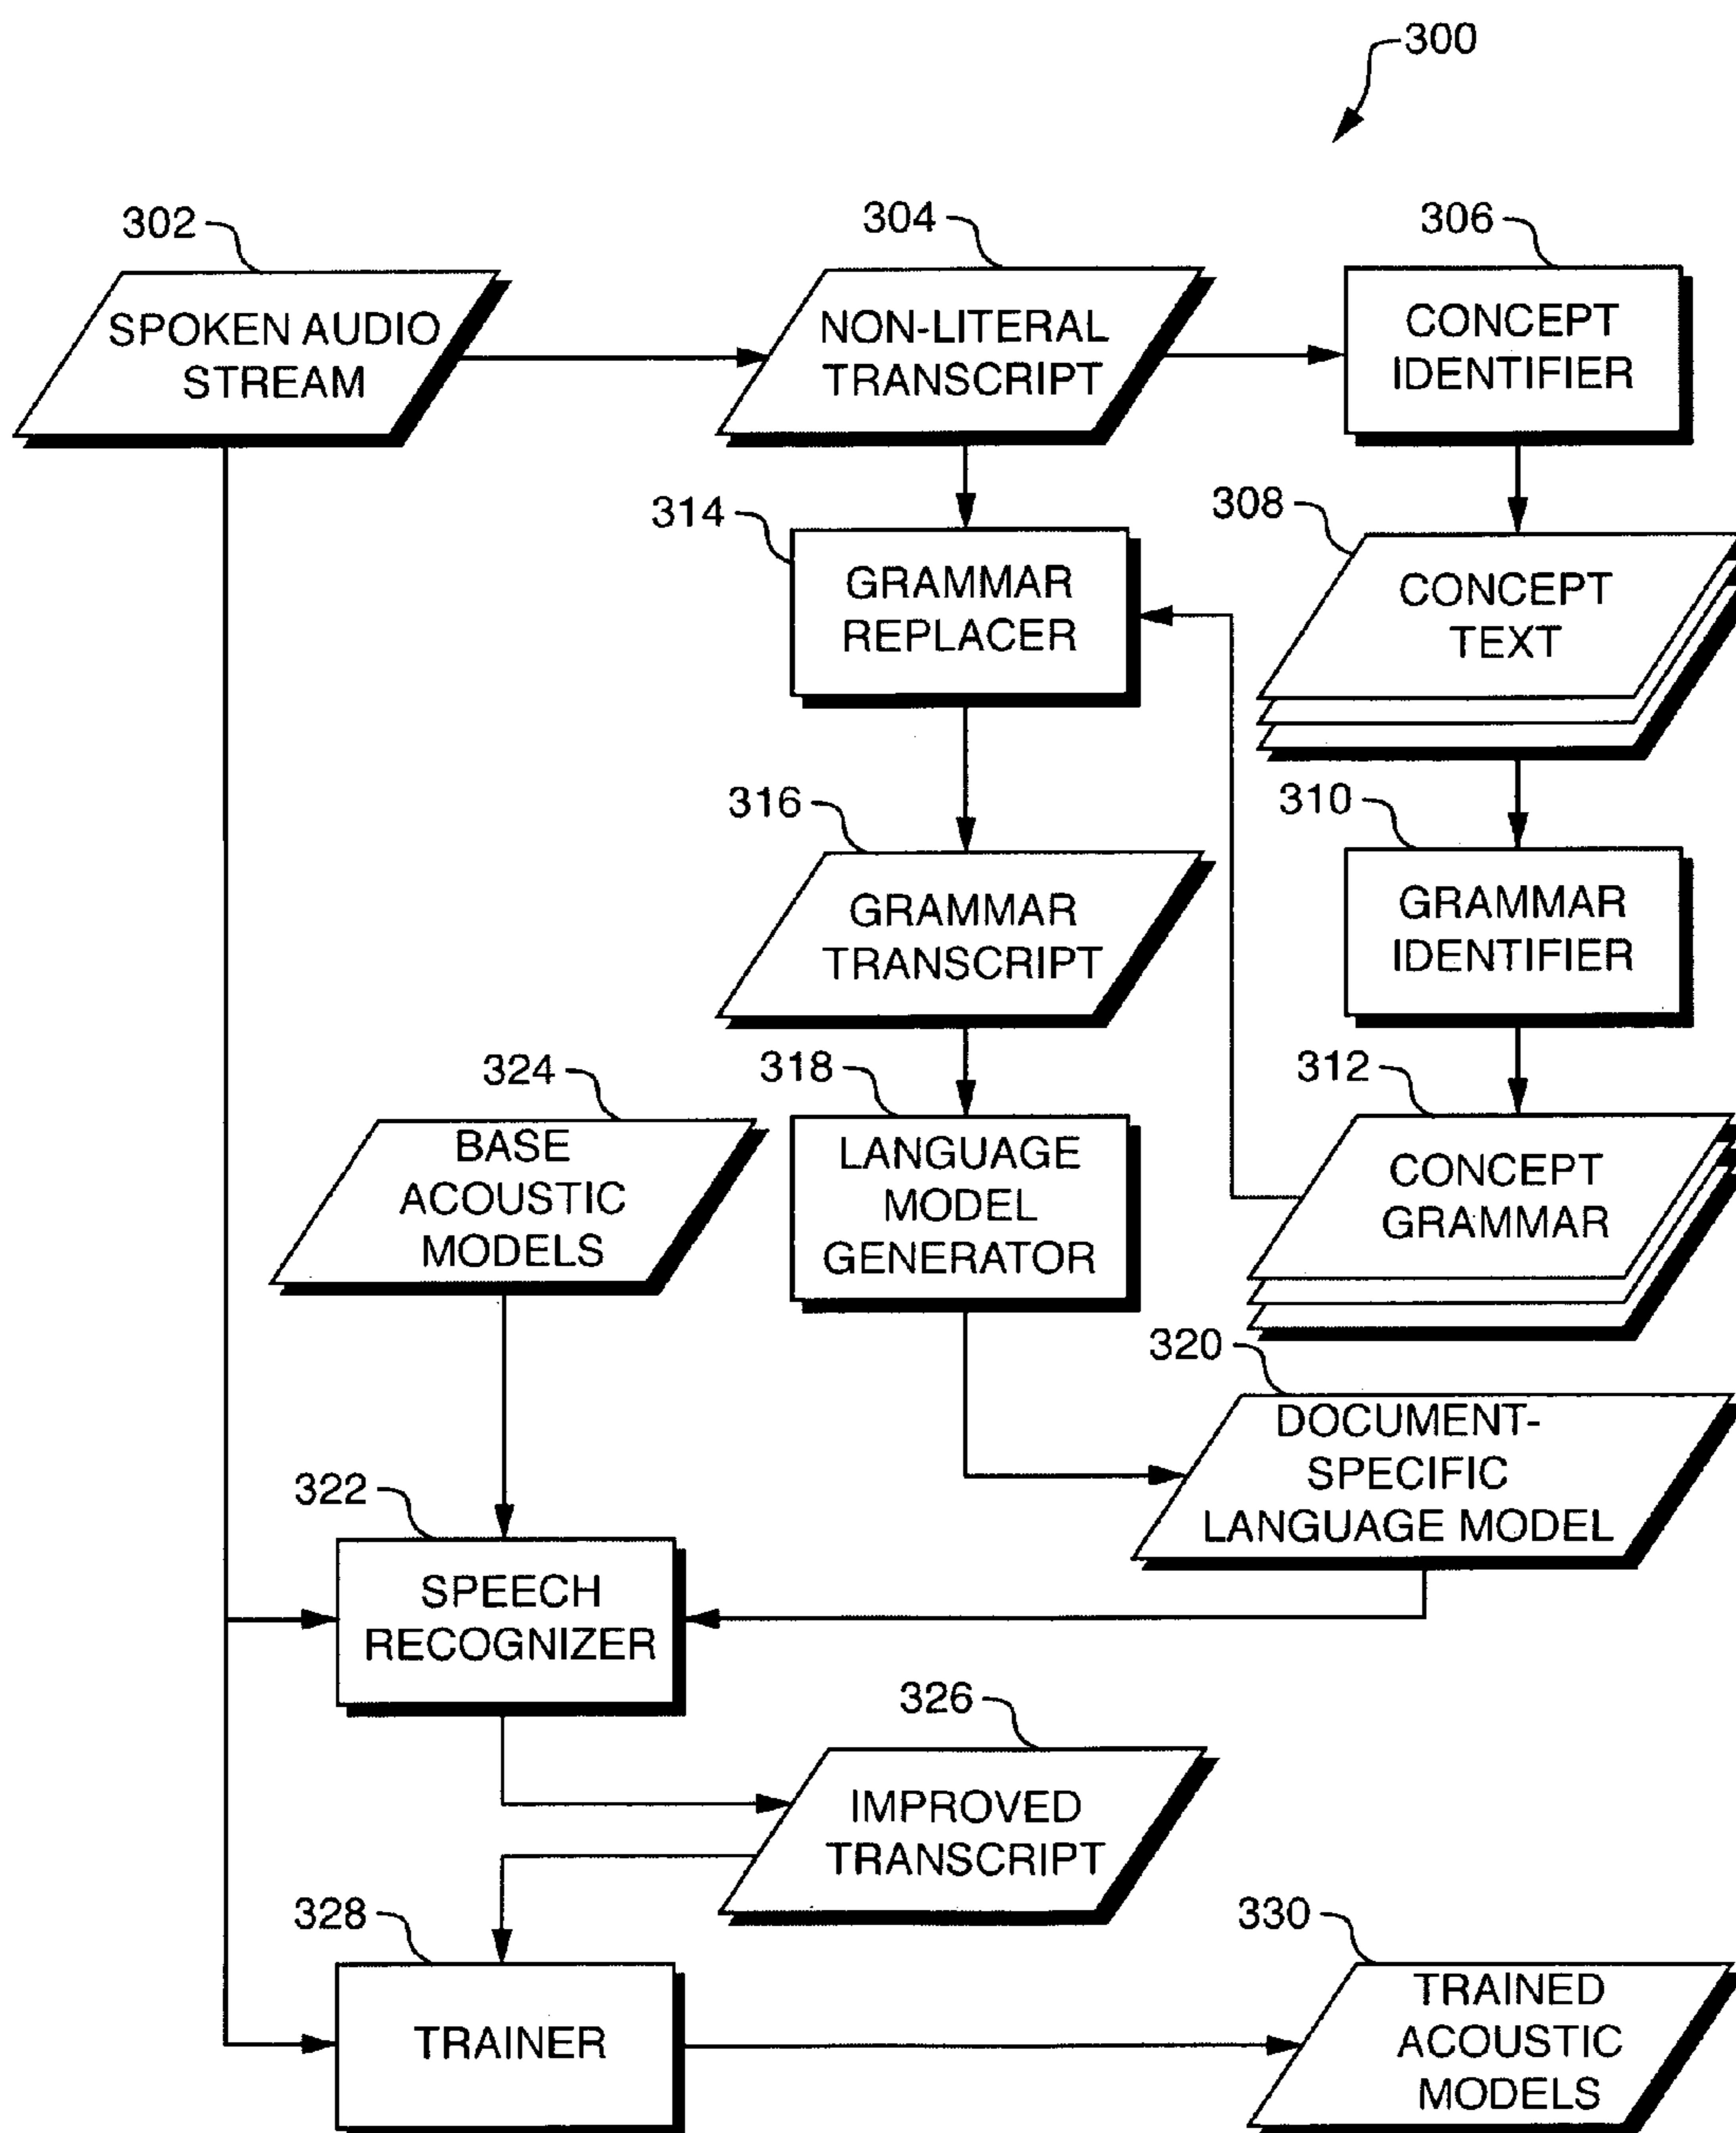 300
302
SPOKEN AUDIO
STREAM
304
NON-LITERAL
TRANSCRIPT
306
CONCEPT
IDENTIFIER
314
GRAMMAR
REPLACER
308
CONCEPT
TEXT
316
GRAMMAR
TRANSCRIPT
310
GRAMMAR
IDENTIFIER
324
BASE
ACOUSTIC
MODELS
318
LANGUAGE
MODEL
GENERATOR
312
CONCEPT
GRAMMAR
320
DOCUMENT-
SPECIFIC
LANGUAGE MODEL
322
SPEECH
RECOGNIZER
326
IMPROVED
TRANSCRIPT
328
TRAINER
330
TRAINED
ACOUSTIC
MODELS